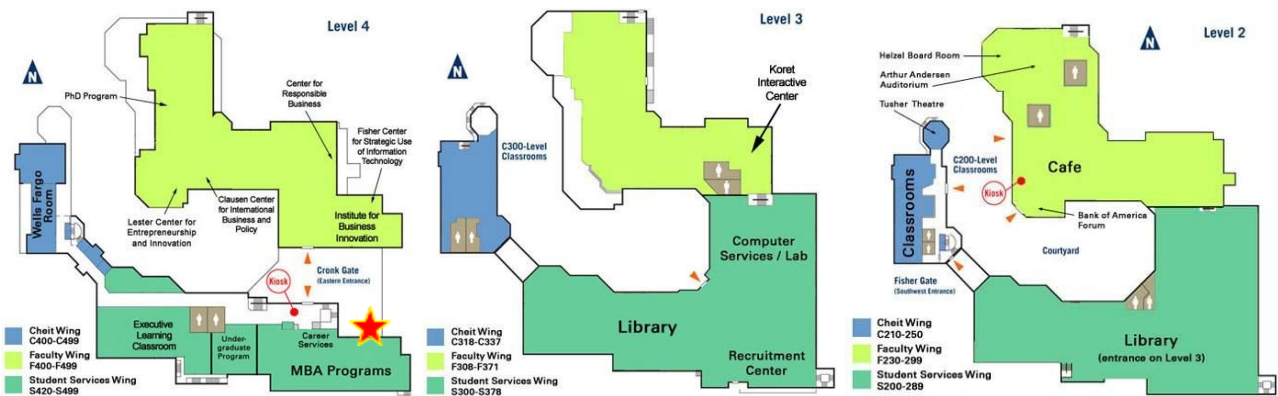 Level 4
N
PhD Program
Center for
Responsible
Business
Fisher Center
for Strategic Use
of Information
Technology
Wells Fargo
Room
Lester Center for
Entrepreneurship
and Innovation
Clausen Center
for International
Business and
Policy
Institute for
Business
Innovation
Cronk Gate
(Eastern Entrance)
Kiosk
Executive
Learning
Classroom
Under-
graduate
Program
Career
Services
MBA Programs
Cheit Wing
C400-C499
Faculty Wing
F400-F499
Student Services Wing
S420-S499
Level 3
N
Koret
Interactive
Center
C300-Level
Classrooms
Computer
Services / Lab
Library
Recruitment
Center
Cheit Wing
C318-C337
Faculty Wing
F308-F371
Student Services Wing
S300-S378
Level 2
N
Helzel Board Room
Arthur Andersen
Auditorium
Tusher Theatre
C200-Level
Classrooms
Cafe
Kiosk
Classrooms
Bank of America
Forum
Courtyard
Fisher Gate
(Southwest Entrance)
Library
(entrance on Level 3)
Cheit Wing
C210-250
Faculty Wing
F230-299
Student Services Wing
S200-289